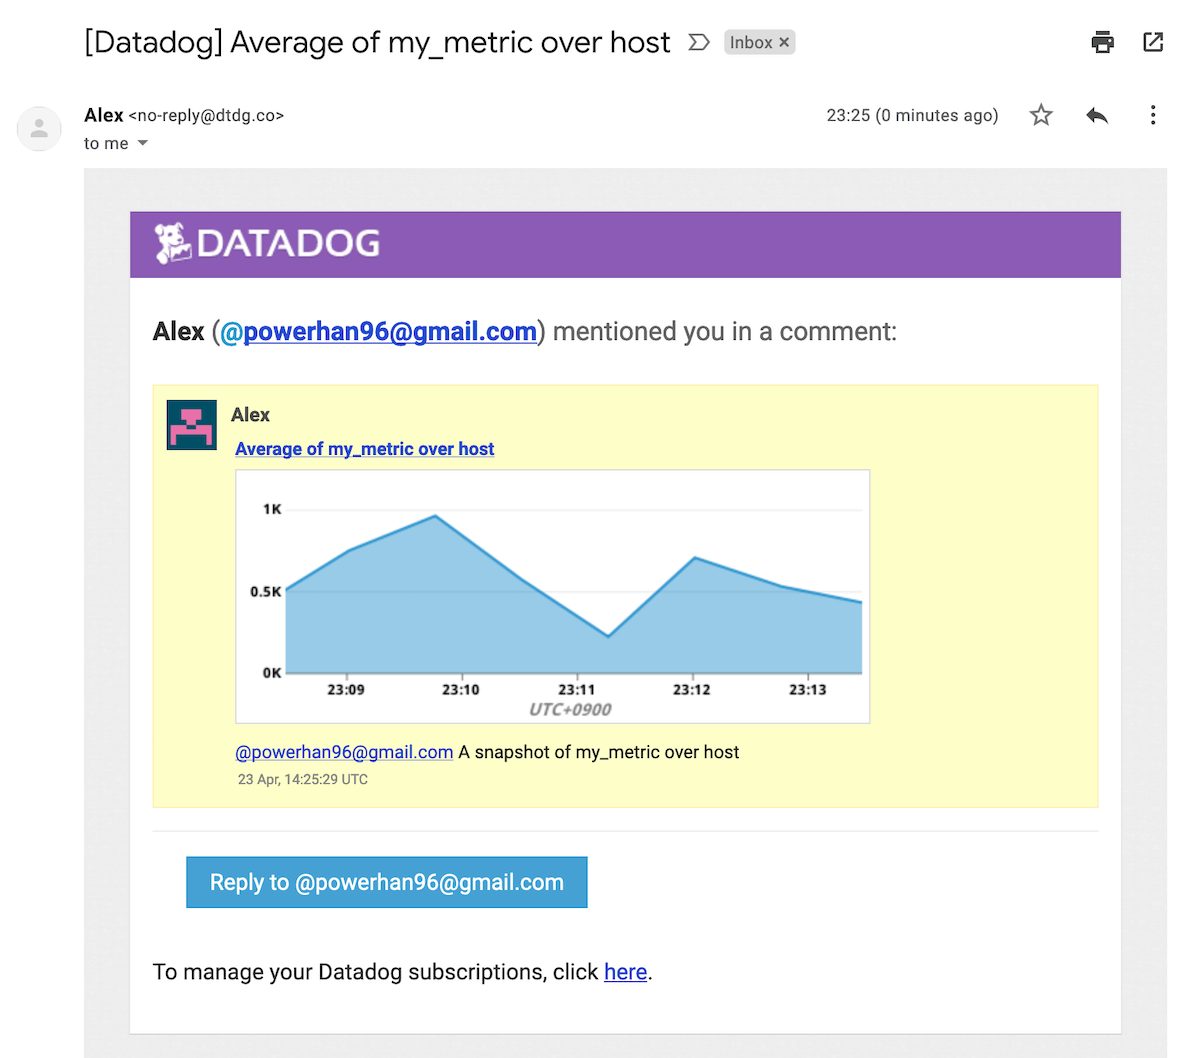 [Datadog] Average of my_metric over host Inbox ×
Alex <no-reply@dtdg.co> 23:25 (0 minutes ago)
to me
DATADOG
Alex (@powerhan96@gmail.com) mentioned you in a comment:
Alex
Average of my_metric over host
1K
0.5K
0K
23:09 23:10 23:11 23:12 23:13
UTC+0900
@powerhan96@gmail.com A snapshot of my_metric over host
23 Apr, 14:25:29 UTC
Reply to @powerhan96@gmail.com
To manage your Datadog subscriptions, click here.